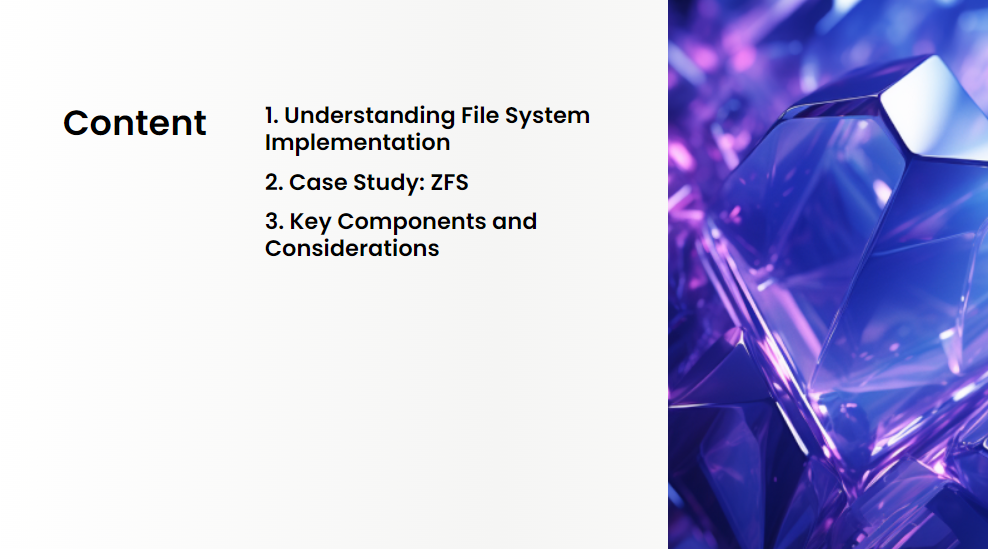 Content
1. Understanding File System
Implementation
2. Case Study: ZFS
3. Key Components and
Considerations